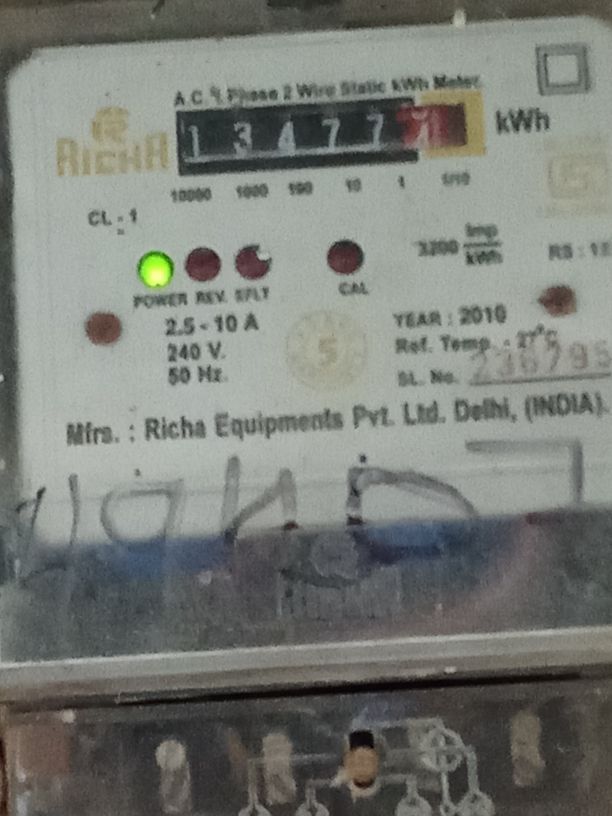 A.C. 1 Phase 2 Wire Static kWh Meter
RICHA
1 3 4 7 7
kWh
10000 1000 100 10 1 1/10
CL - 1
3200 Imp/kWh
POWER REV. EFLT CAL
2.5 - 10 A
240 V.
50 Hz.
5
YEAR : 2010
Ref. Temp. : 27°C
SL. No.
Mfrs. : Richa Equipments Pvt. Ltd. Delhi, (INDIA).